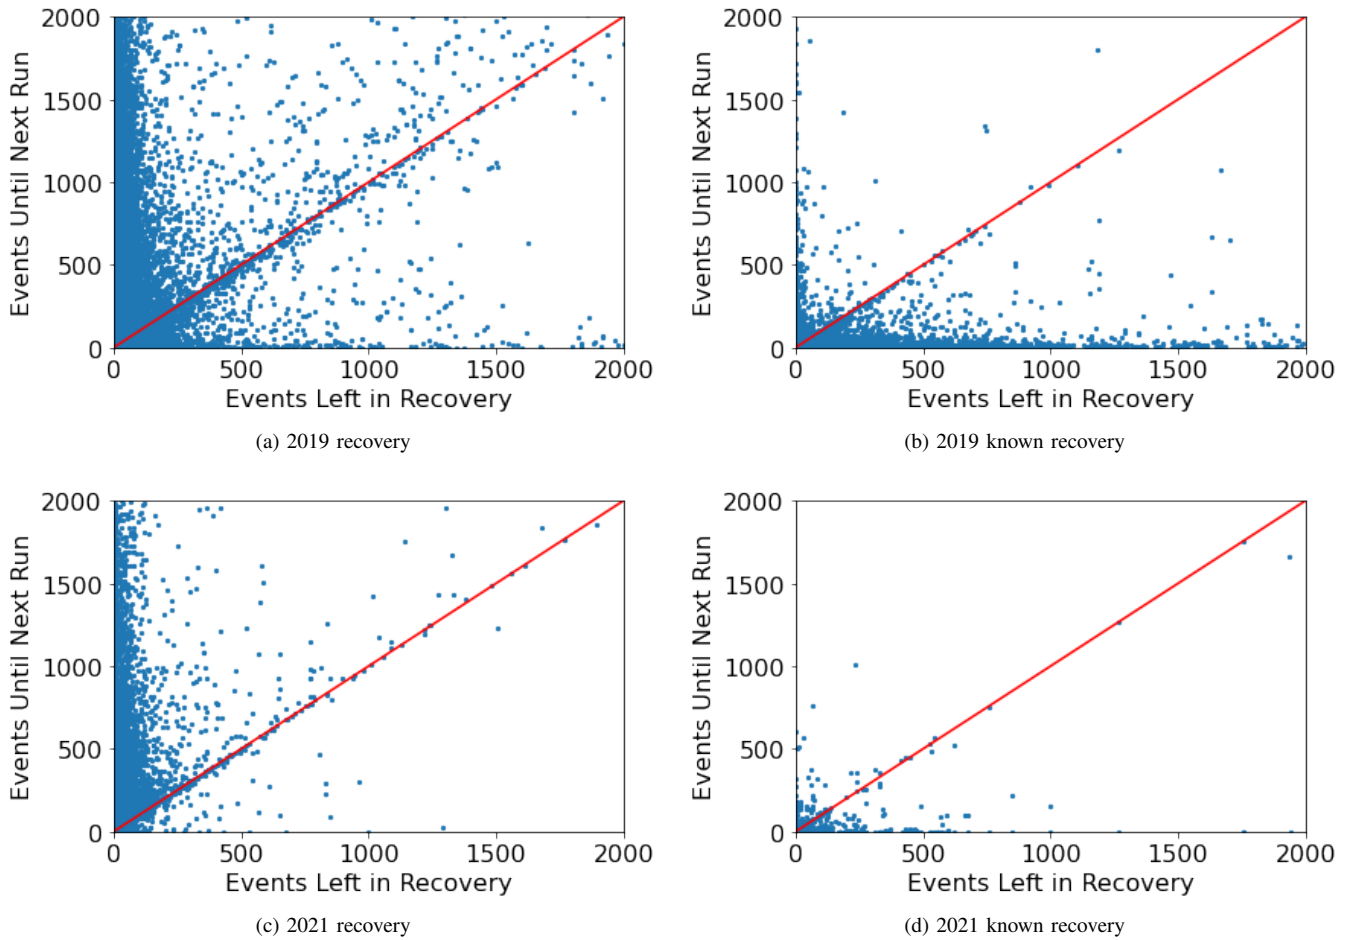 2000
1500
1000
500
0
Events Until Next Run
0 500 1000 1500 2000
Events Left in Recovery
(a) 2019 recovery
2000
1500
1000
500
0
Events Until Next Run
0 500 1000 1500 2000
Events Left in Recovery
(b) 2019 known recovery
2000
1500
1000
500
0
Events Until Next Run
0 500 1000 1500 2000
Events Left in Recovery
(c) 2021 recovery
2000
1500
1000
500
0
Events Until Next Run
0 500 1000 1500 2000
Events Left in Recovery
(d) 2021 known recovery